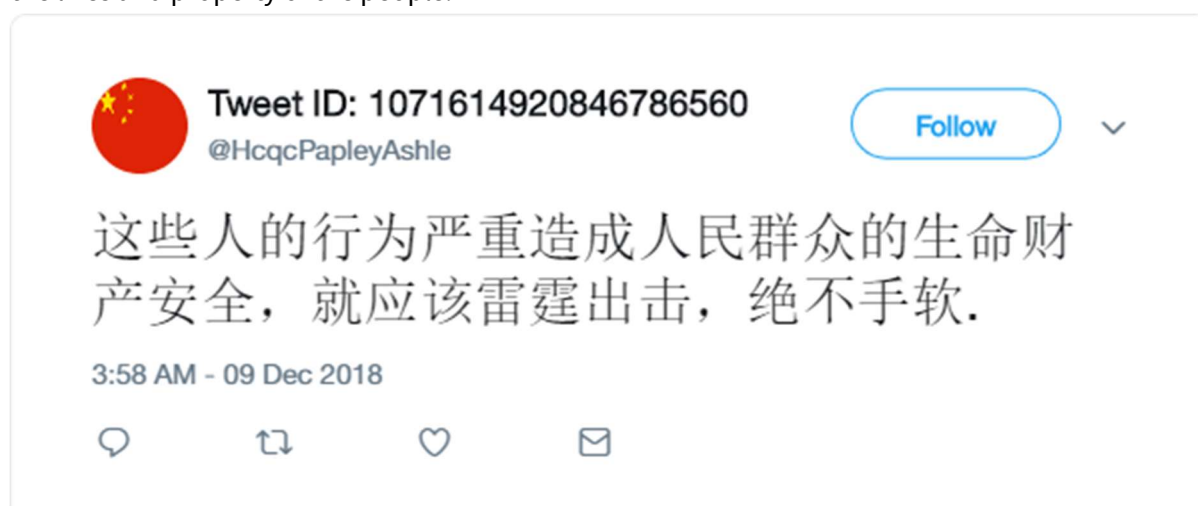 Tweet ID: 1071614920846786560
@HcqcPapleyAshle
Follow
这些人的行为严重造成人民群众的生命财
产安全，就应该雷霆出击，绝不手软.
3:58 AM - 09 Dec 2018